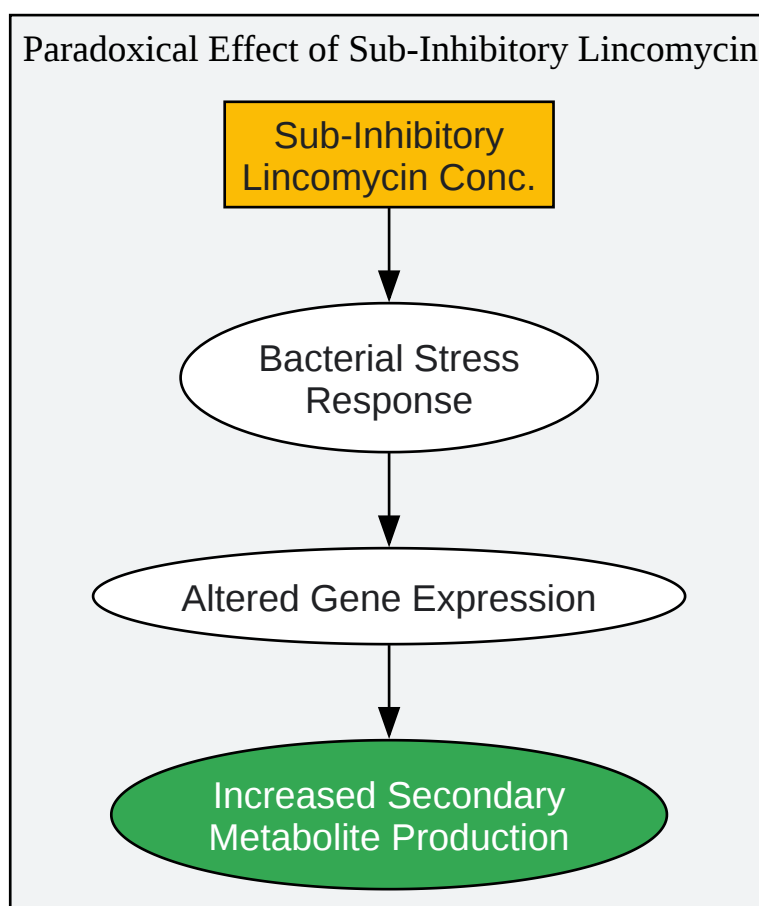 Paradoxical Effect of Sub-Inhibitory Lincomycin
Sub-Inhibitory
Lincomycin Conc.
Bacterial Stress
Response
Altered Gene Expression
Increased Secondary
Metabolite Production